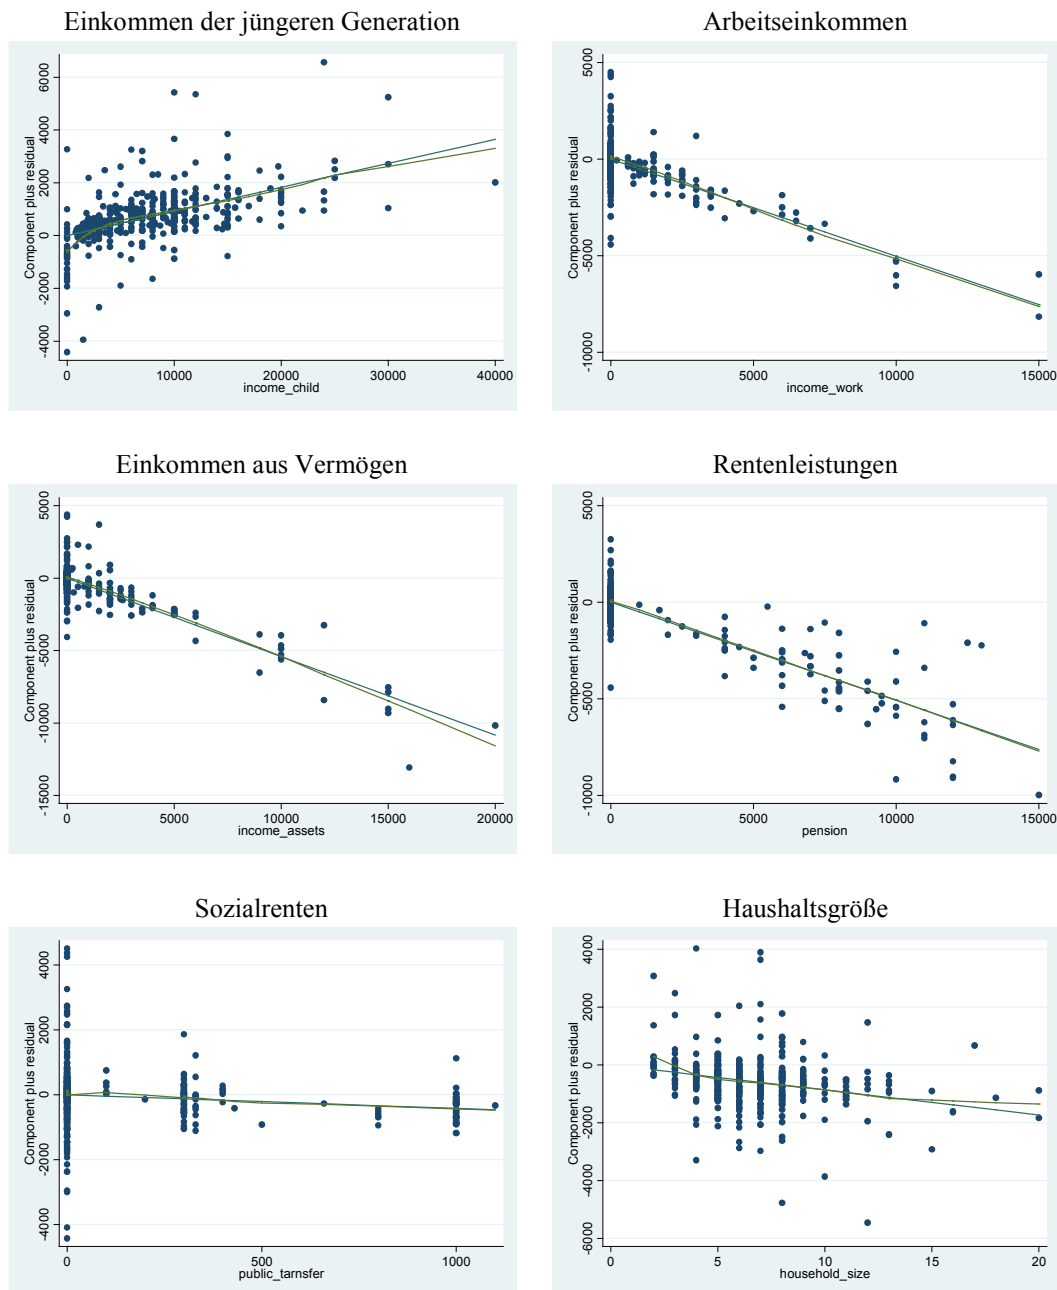 Einkommen der jüngeren Generation
Component plus residual
6000
4000
2000
0
-2000
-4000
0 10000 20000 30000 40000
income_child
Arbeitseinkommen
Component plus residual
5000
0
-5000
-10000
0 5000 10000 15000
income_work
Einkommen aus Vermögen
Component plus residual
5000
0
-5000
-10000
-15000
0 5000 10000 15000 20000
income_assets
Rentenleistungen
Component plus residual
5000
0
-5000
-10000
0 5000 10000 15000
pension
Sozialrenten
Component plus residual
4000
2000
0
-2000
-4000
0 500 1000
public_tarnsfer
Haushaltsgröße
Component plus residual
4000
2000
0
-2000
-4000
-6000
5 10 15 20
household_size